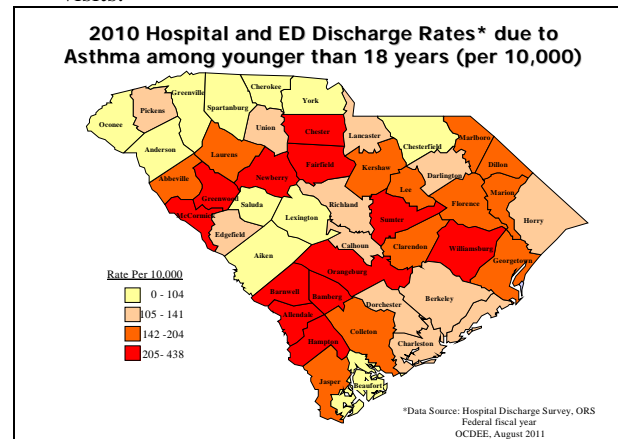 2010 Hospital and ED Discharge Rates* due to
Asthma among younger than 18 years (per 10,000)
Cherokee
York
Greenville
Spartanburg
Pickens
Oconee
Union
Chester
Lancaster
Chesterfield
Marlboro
Anderson
Laurens
Dillon
Fairfield
Kershaw
Darlington
Abbeville
Newberry
Lee
Marion
Greenwood
Florence
Saluda
Richland
McCormick
Lexington
Sumter
Horry
Edgefield
Calhoun
Clarendon
Williamsburg
Aiken
Georgetown
Orangeburg
Barnwell
Bamberg
Berkeley
Dorchester
Allendale
Colleton
Charleston
Hampton
Jasper
Beaufort
Rate Per 10,000
0 - 104
105 - 141
142 -204
205- 438
*Data Source: Hospital Discharge Survey, ORS
Federal fiscal year
OCDEE, August 2011